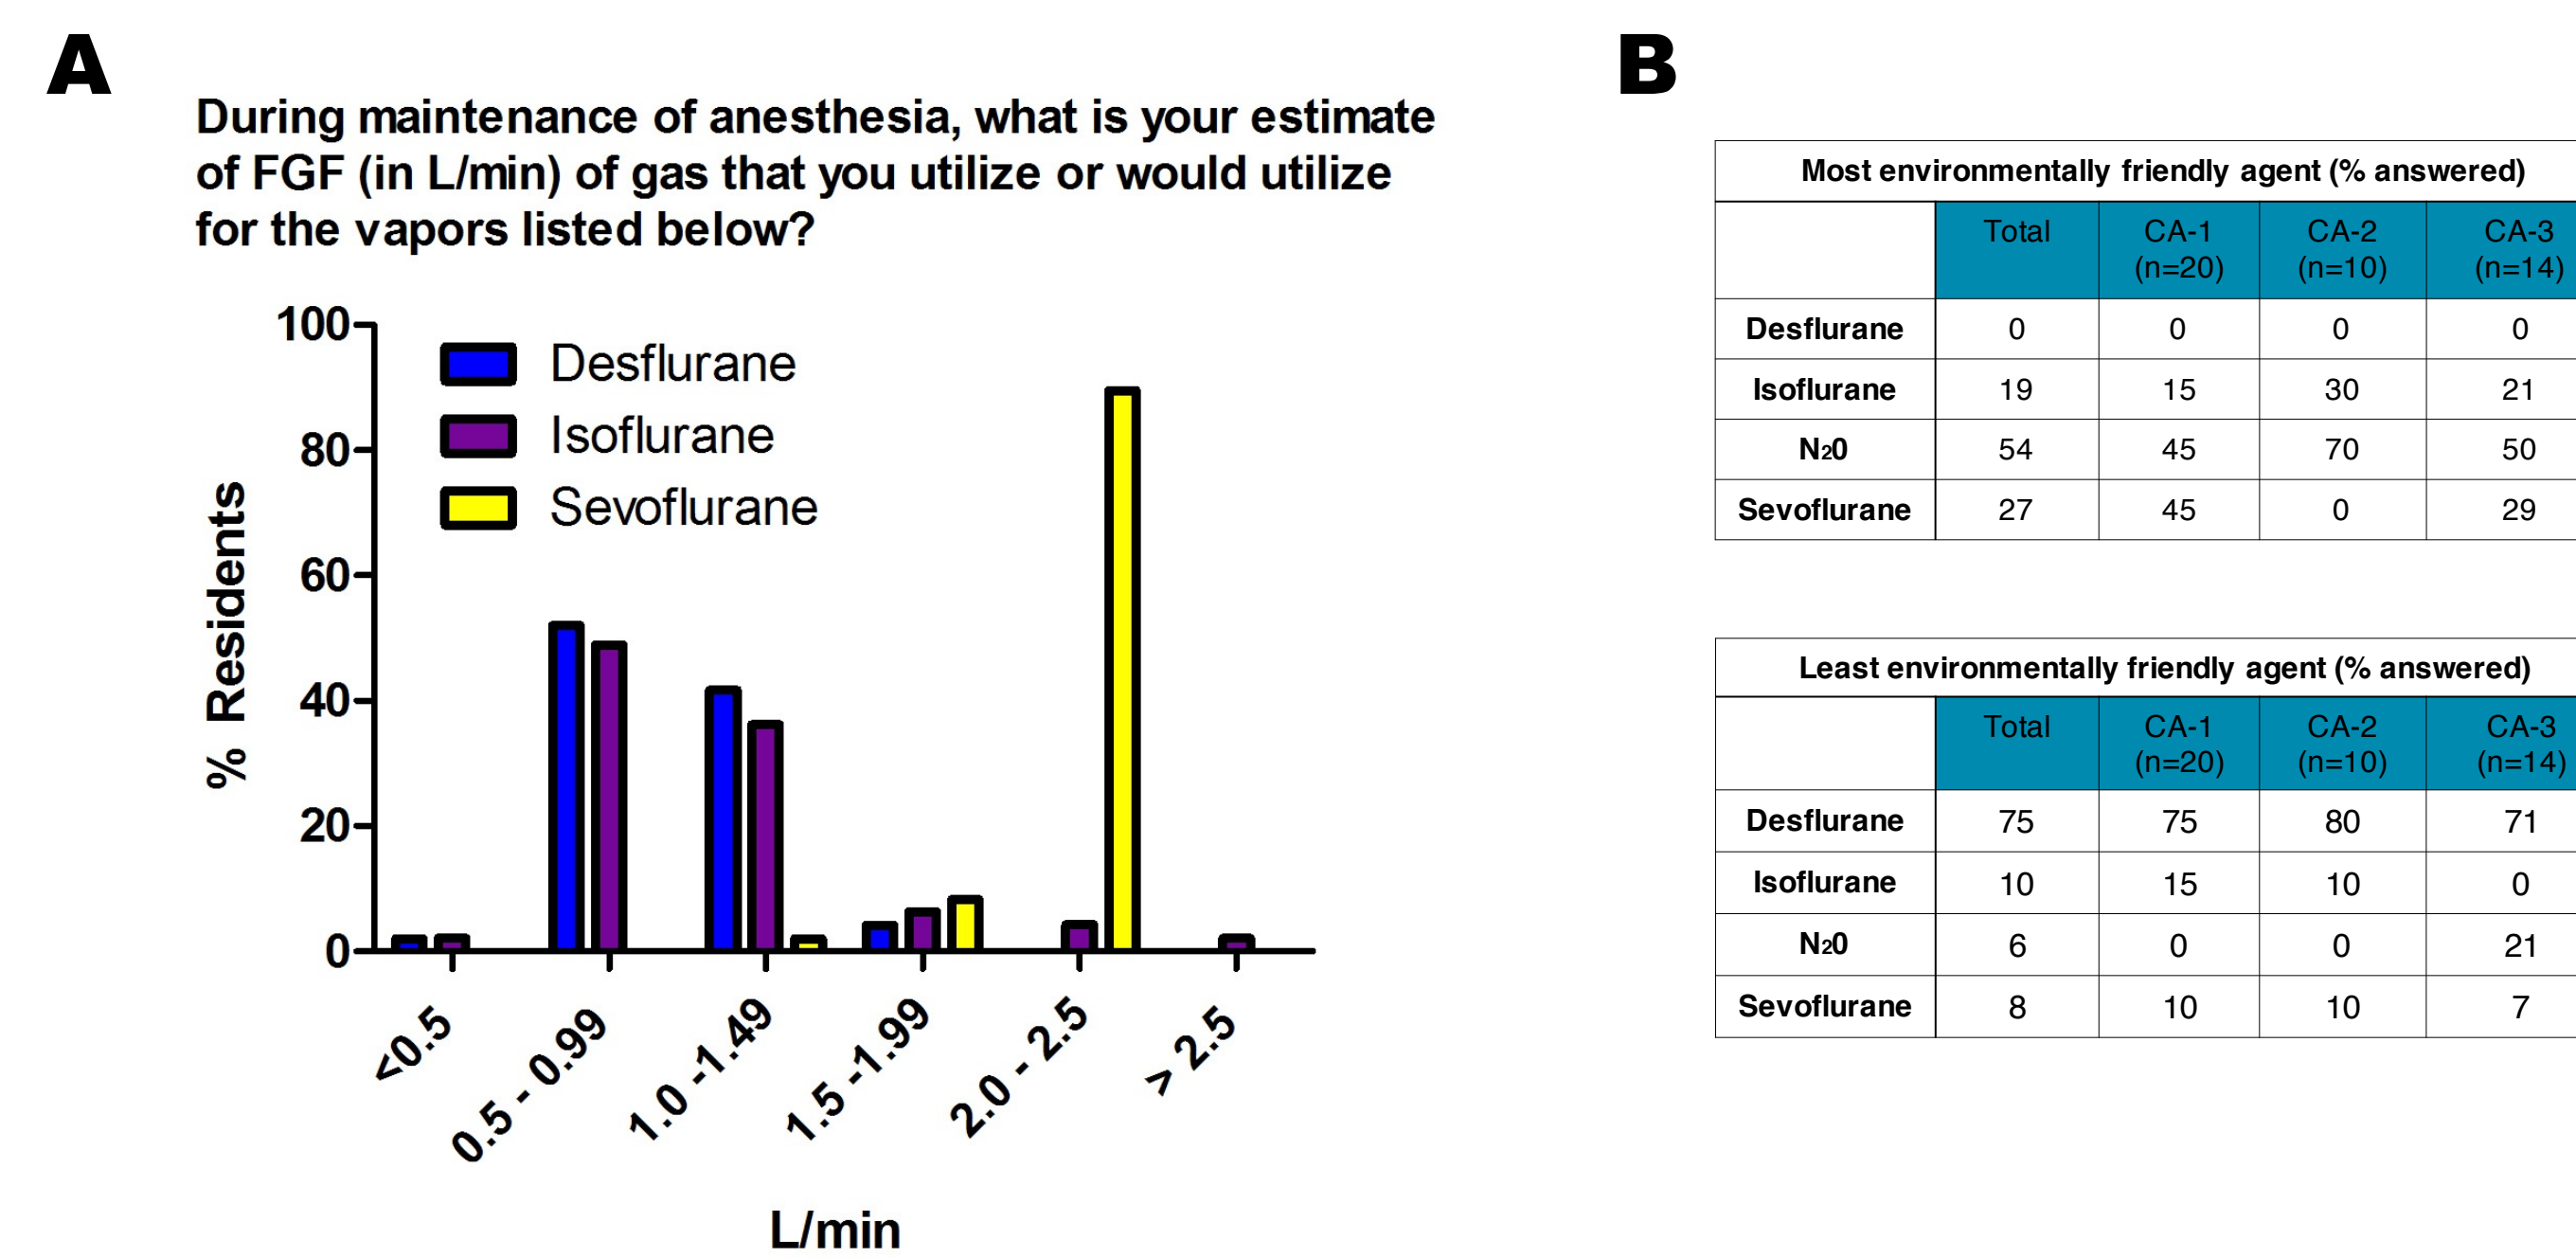 A
During maintenance of anesthesia, what is your estimate
of FGF (in L/min) of gas that you utilize or would utilize
for the vapors listed below?
100
80
60
40
20
0
% Residents
Desflurane
Isoflurane
Sevoflurane
<0.5
0.5 - 0.99
1.0 -1.49
1.5 -1.99
2.0 - 2.5
> 2.5
L/min
B
Most environmentally friendly agent (% answered)
Total CA-1 (n=20) CA-2 (n=10) CA-3 (n=14)
Desflurane 0 0 0 0
Isoflurane 19 15 30 21
N₂0 54 45 70 50
Sevoflurane 27 45 0 29
Least environmentally friendly agent (% answered)
Total CA-1 (n=20) CA-2 (n=10) CA-3 (n=14)
Desflurane 75 75 80 71
Isoflurane 10 15 10 0
N₂0 6 0 0 21
Sevoflurane 8 10 10 7